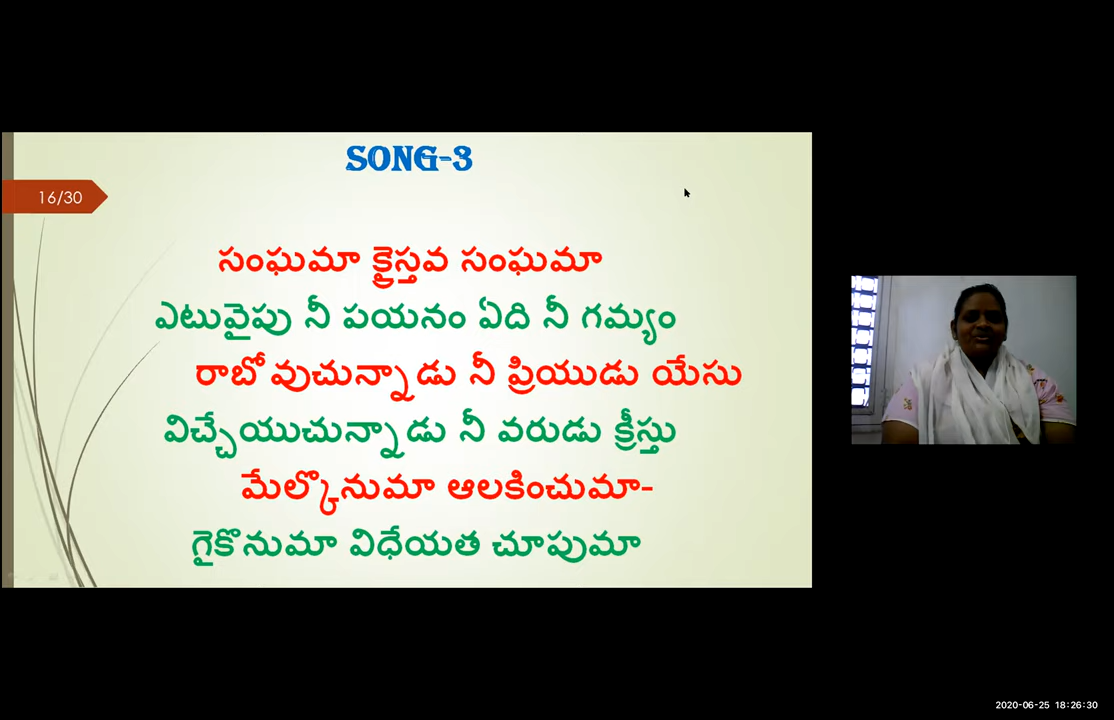 SONG-3
16/30
సంఘమా క్రైస్తవ సంఘమా
ఎటువైపు నీ పయనం ఏది నీ గమ్యం
రాబోవుచున్నాడు నీ ప్రియుడు యేసు
విచ్చేయుచున్నాడు నీ వరుడు క్రీస్తు
మేల్కొనుమా ఆలకించుమా-
గైకొనుమా విధేయత చూపుమా
2020-06-25 18:26:30